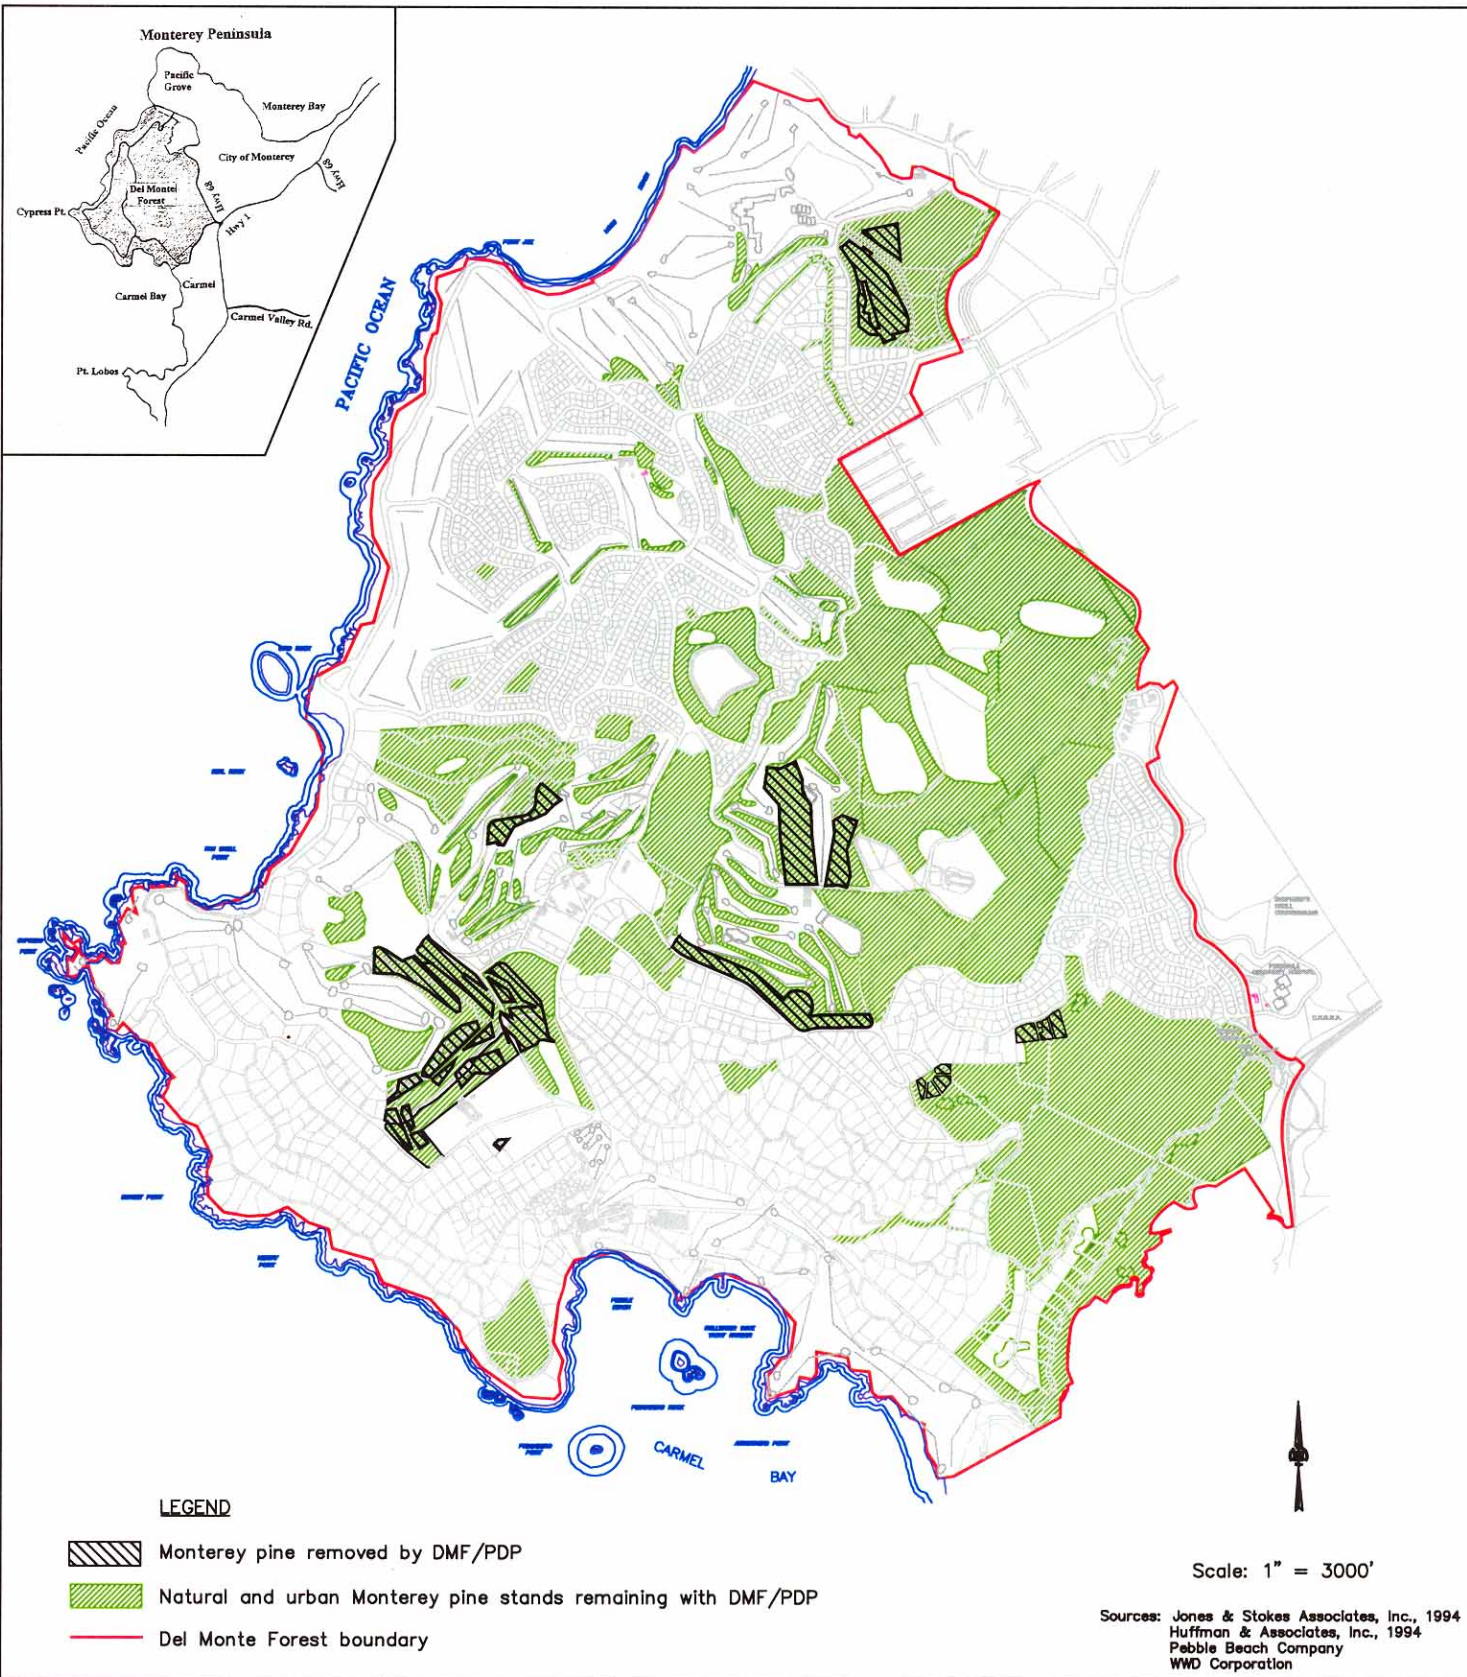 Monterey Peninsula
Pacific
Grove
Monterey Bay
Pacific Ocean
City of Monterey
Hwy 68
Del Monte
Forest
Hwy 68
Cypress Pt.
Hwy 1
Carmel
Carmel Bay
Carmel Valley Rd.
Pt. Lobos
PACIFIC OCEAN
CARMEL
BAY
LEGEND
Monterey pine removed by DMF/PDP
Natural and urban Monterey pine stands remaining with DMF/PDP
Del Monte Forest boundary
Scale: 1" = 3000'
Sources: Jones & Stokes Associates, Inc., 1994
Huffman & Associates, Inc., 1994
Pebble Beach Company
WWD Corporation